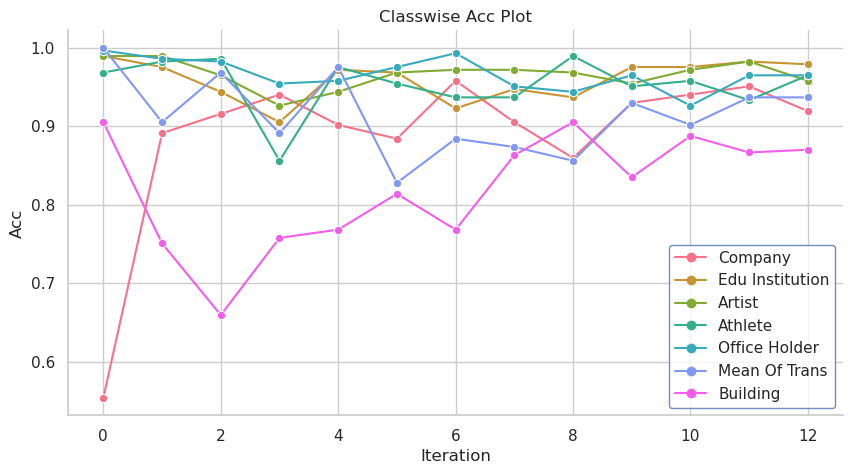 Classwise Acc Plot
Acc
1.0
0.9
0.8
0.7
0.6
Company
Edu Institution
Artist
Athlete
Office Holder
Mean Of Trans
Building
0 2 4 6 8 10 12
Iteration